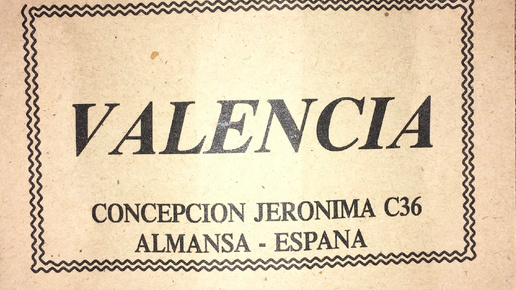 VALENCIA
CONCEPCION JERONIMA C36
ALMANSA - ESPANA